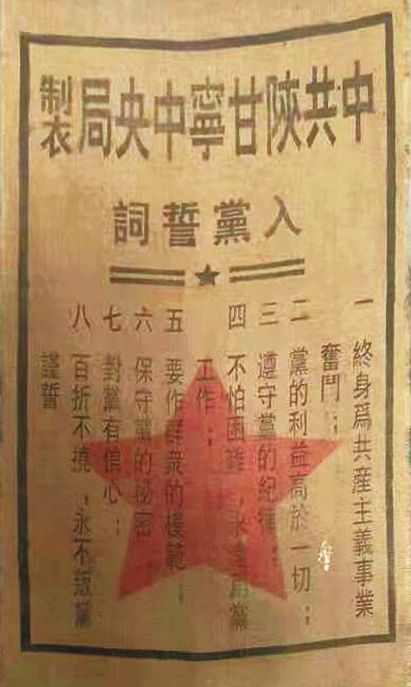 中共陝甘寧中央局製
入黨誓詞
一 終身爲共產主義事業
奮鬥；
二 黨的利益高於一切；
三 遵守黨的紀律；
四 不怕困難，永遠爲黨
工作；
五 要作群衆的模範；
六 保守黨的秘密；
七 對黨有信心；
八 百折不撓，永不叛黨
謹誓